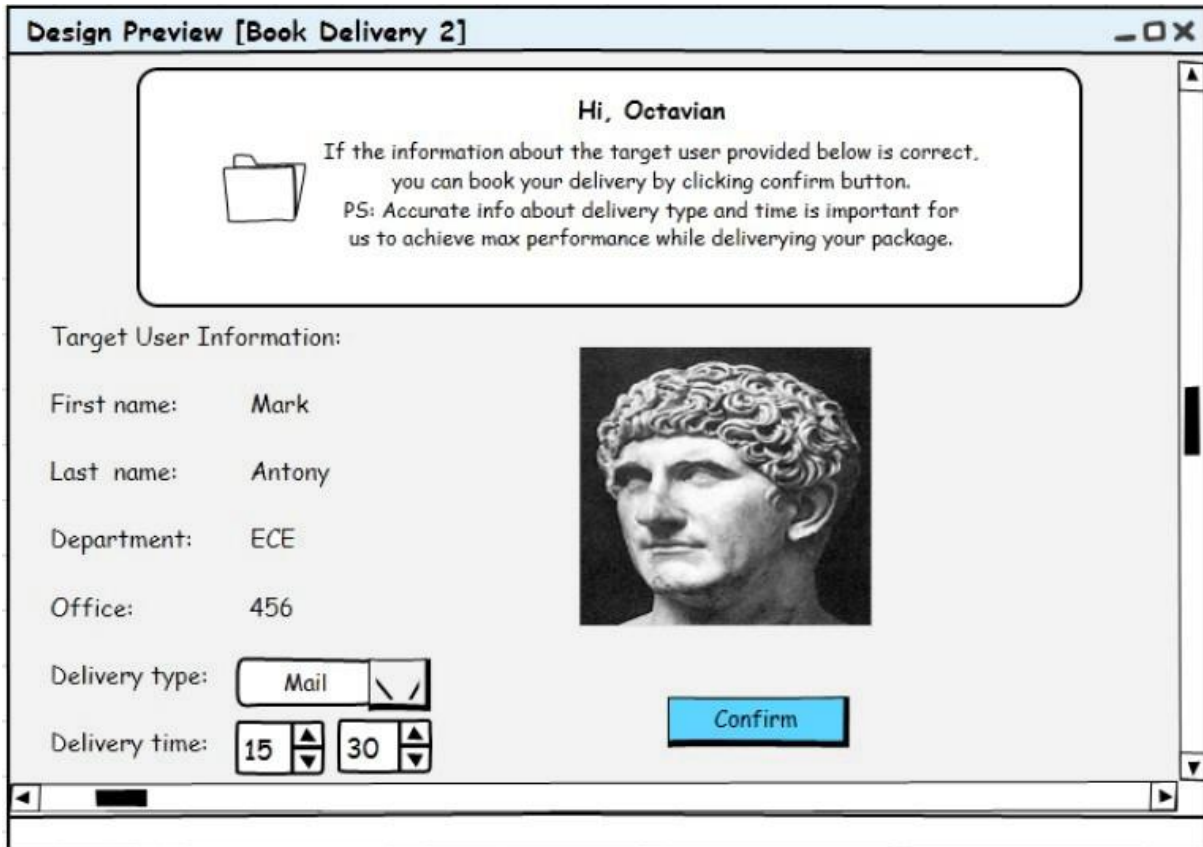 Design Preview [Book Delivery 2]
Hi, Octavian
If the information about the target user provided below is correct,
you can book your delivery by clicking confirm button.
PS: Accurate info about delivery type and time is important for
us to achieve max performance while deliverying your package.
Target User Information:
First name: Mark
Last name: Antony
Department: ECE
Office: 456
Delivery type: Mail
Delivery time: 15 30
Confirm